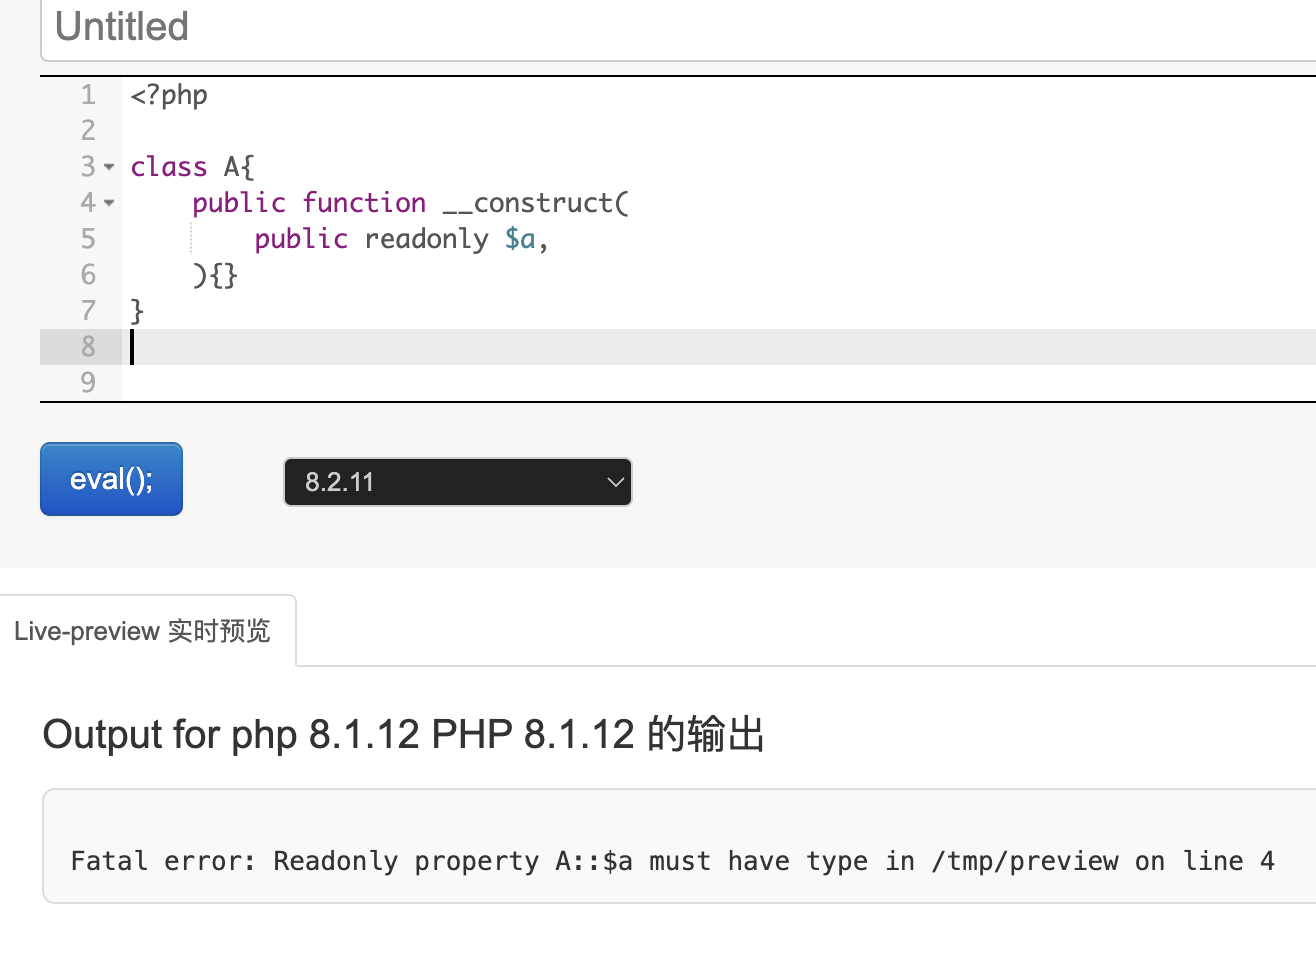 Untitled
1 <?php
2
3 class A{
4     public function __construct(
5         public readonly $a,
6     ){}
7 }
8
9
eval();
8.2.11
Live-preview 实时预览
Output for php 8.1.12 PHP 8.1.12 的输出
Fatal error: Readonly property A::$a must have type in /tmp/preview on line 4